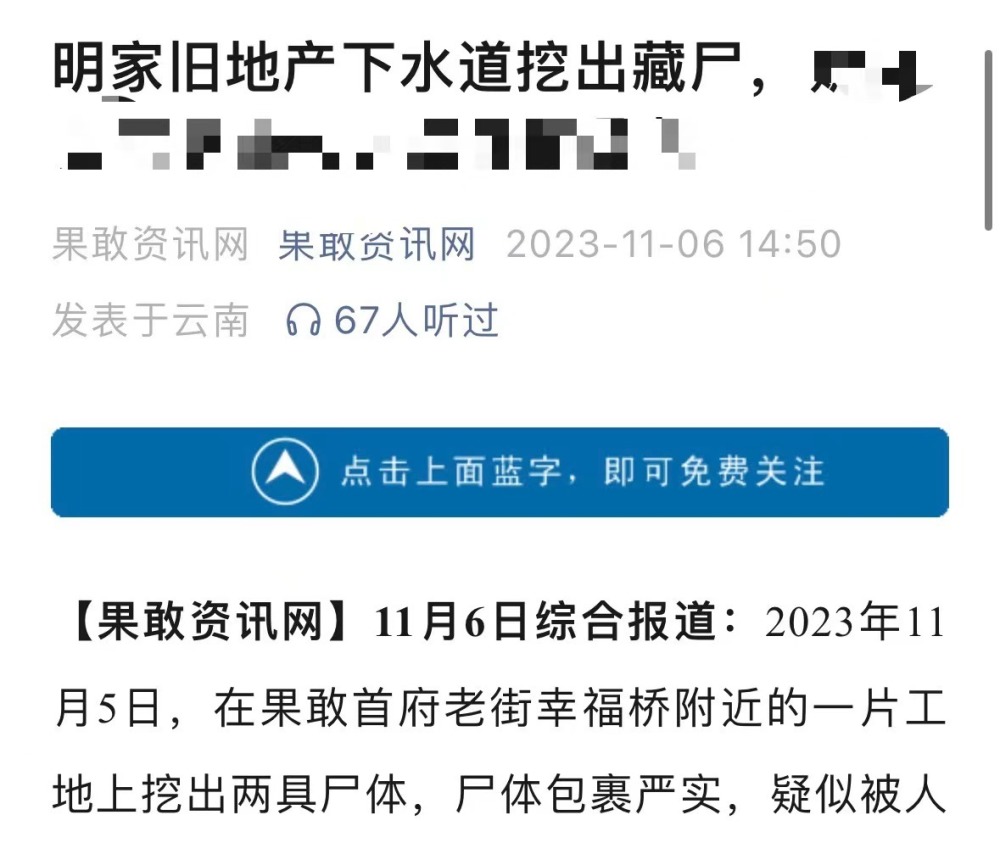 明家旧地产下水道挖出藏尸，
果敢资讯网 果敢资讯网 2023-11-06 14:50
发表于云南 67人听过
点击上面蓝字，即可免费关注
【果敢资讯网】11月6日综合报道：2023年11
月5日，在果敢首府老街幸福桥附近的一片工
地上挖出两具尸体，尸体包裹严实，疑似被人